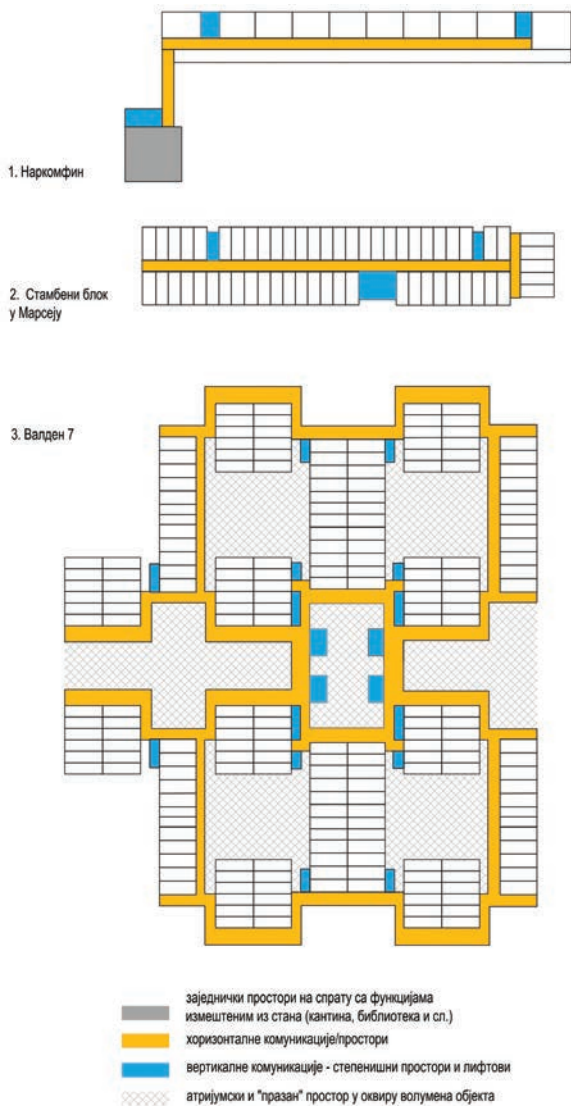 1. Наркомфин
2. Стамбени блок
у Марсеју
3. Валден 7
заједнички простори на спрату са функцијама
измештеним из стана (кантина, библиотека и сл.)
хоризонталне комуникације/простори
вертикалне комуникације - степенишни простори и лифтови
атријумски и "празан" простор у оквиру волумена објекта